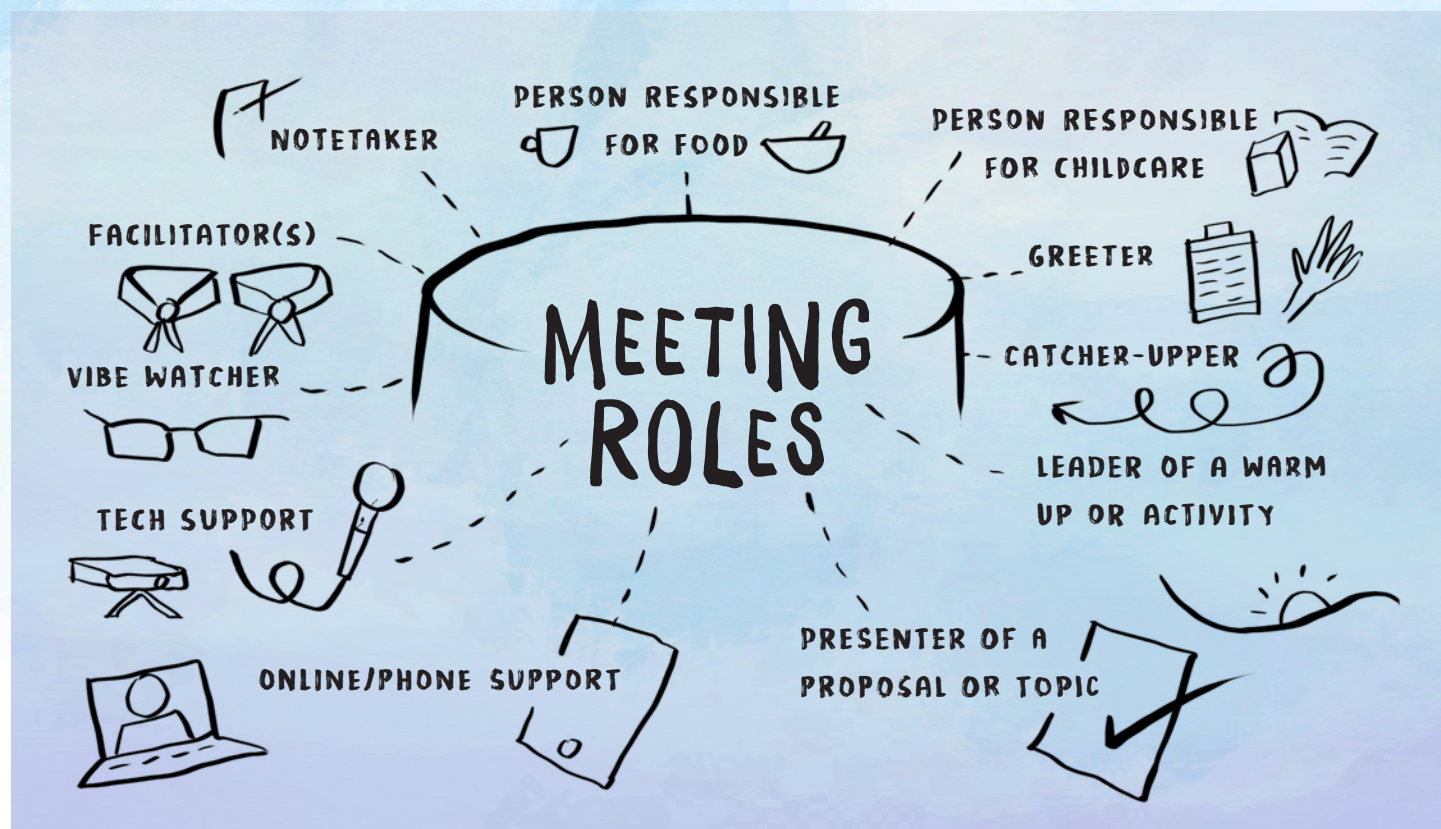 NOTETAKER
PERSON RESPONSIBLE
FOR FOOD
PERSON RESPONSIBLE
FOR CHILDCARE
FACILITATOR(S)
GREETER
VIBE WATCHER
CATCHER-UPPER
MEETING
ROLES
LEADER OF A WARM
UP OR ACTIVITY
TECH SUPPORT
ONLINE/PHONE SUPPORT
PRESENTER OF A
PROPOSAL OR TOPIC